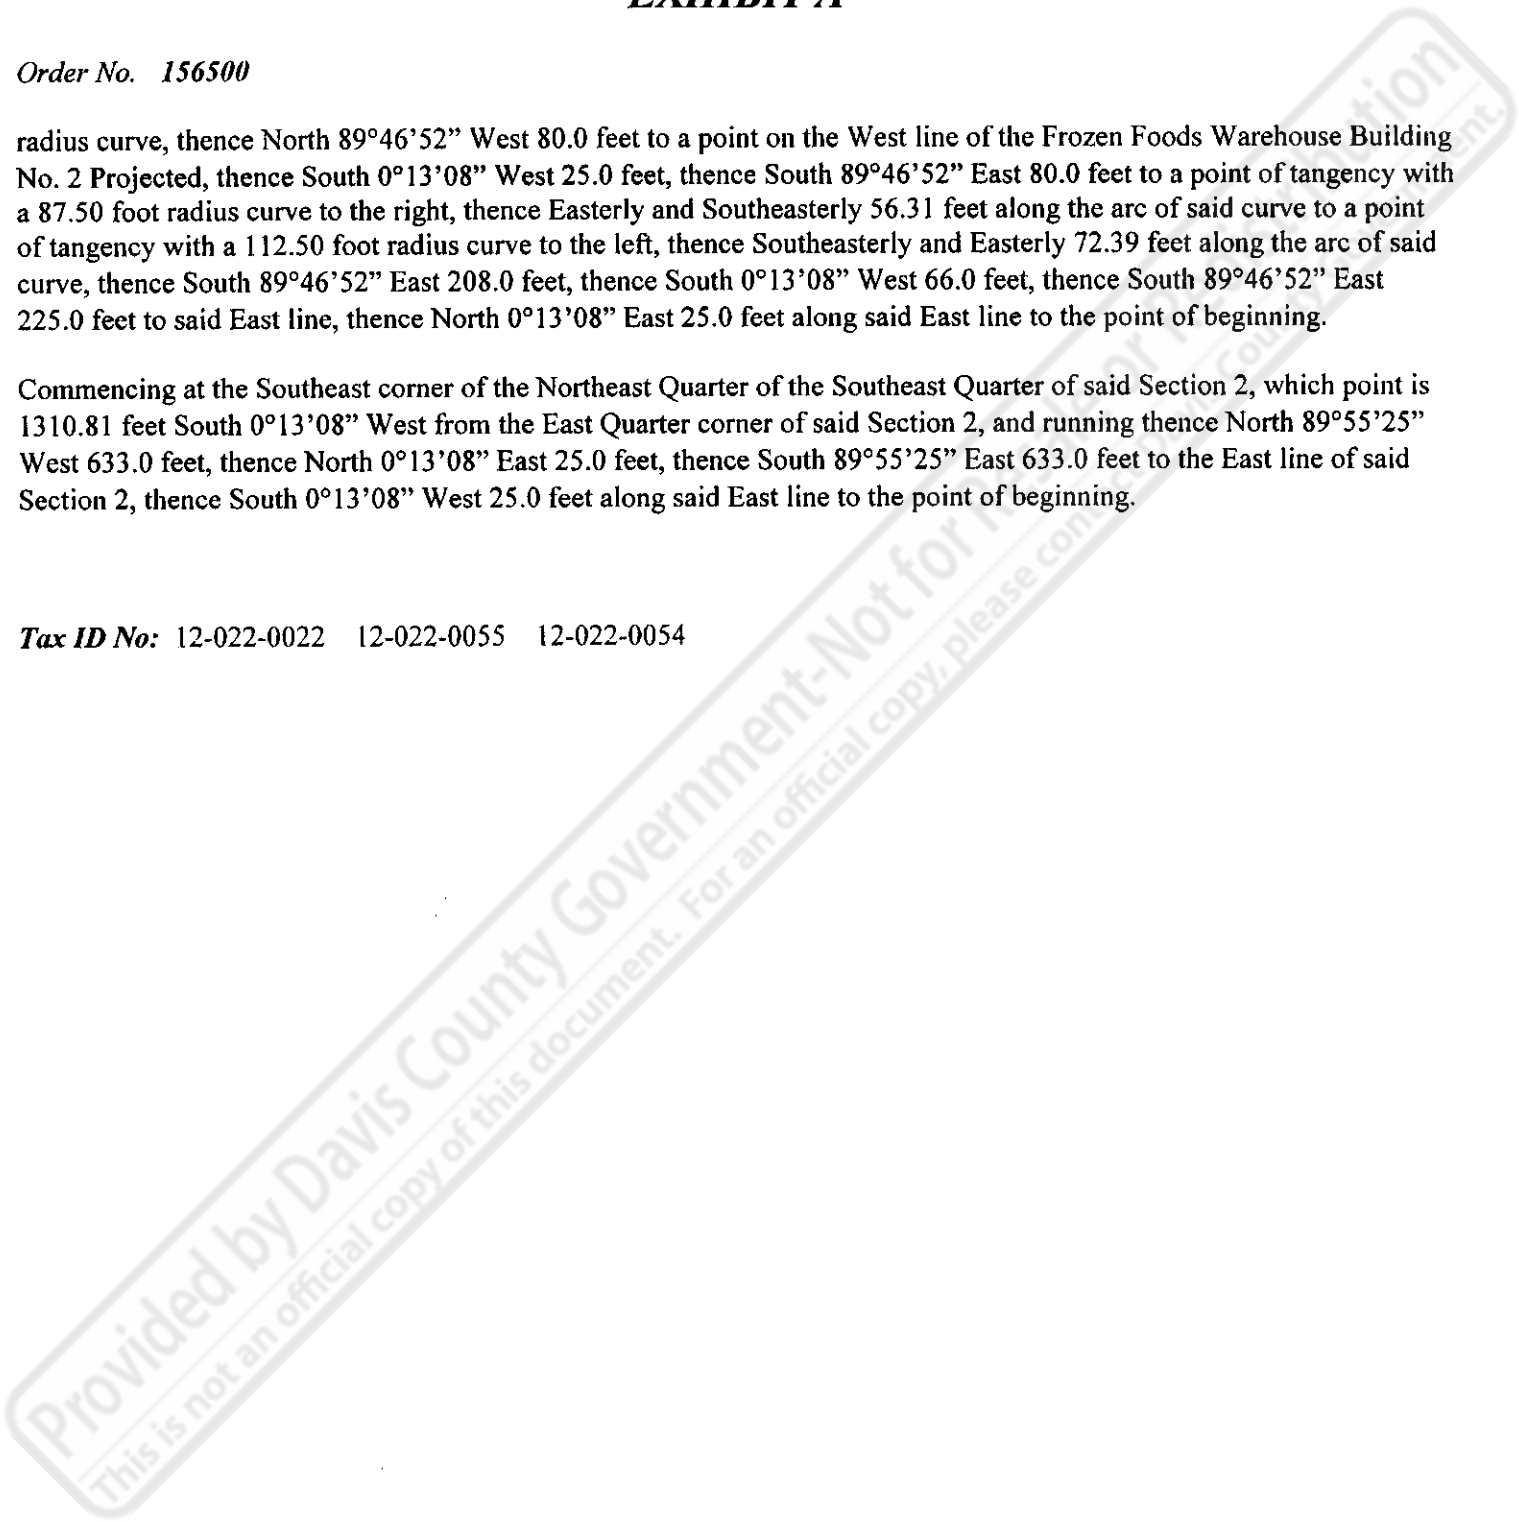 EXHIBIT A
Order No. 156500
radius curve, thence North 89°46’52” West 80.0 feet to a point on the West line of the Frozen Foods Warehouse Building
No. 2 Projected, thence South 0°13’08” West 25.0 feet, thence South 89°46’52” East 80.0 feet to a point of tangency with
a 87.50 foot radius curve to the right, thence Easterly and Southeasterly 56.31 feet along the arc of said curve to a point
of tangency with a 112.50 foot radius curve to the left, thence Southeasterly and Easterly 72.39 feet along the arc of said
curve, thence South 89°46’52” East 208.0 feet, thence South 0°13’08” West 66.0 feet, thence South 89°46’52” East
225.0 feet to said East line, thence North 0°13’08” East 25.0 feet along said East line to the point of beginning.
Commencing at the Southeast corner of the Northeast Quarter of the Southeast Quarter of said Section 2, which point is
1310.81 feet South 0°13’08” West from the East Quarter corner of said Section 2, and running thence North 89°55’25”
West 633.0 feet, thence North 0°13’08” East 25.0 feet, thence South 89°55’25” East 633.0 feet to the East line of said
Section 2, thence South 0°13’08” West 25.0 feet along said East line to the point of beginning.
Tax ID No: 12-022-0022 12-022-0055 12-022-0054
Provided by Davis County Government-Not for Resale or Redistribution
This is not an official copy of this document. For an official copy, please contact Davis County Government.